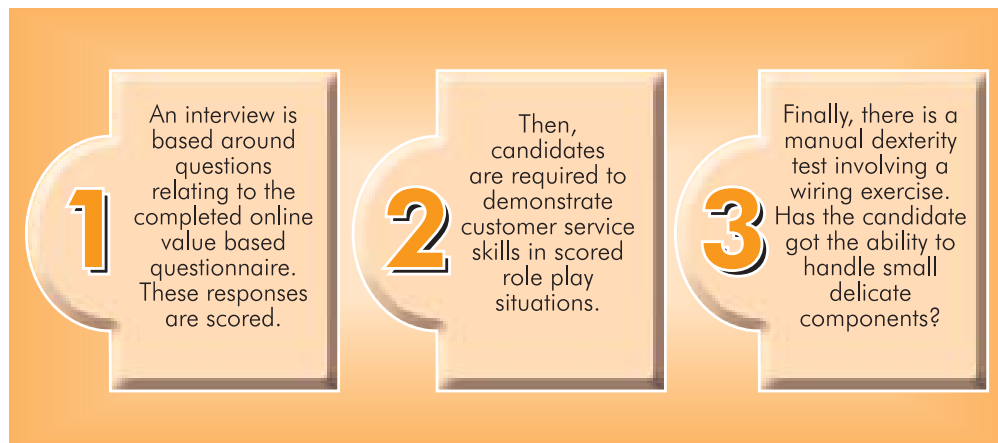 1
An interview is
based around
questions
relating to the
completed online
value based
questionnaire.
These responses
are scored.
2
Then,
candidates
are required to
demonstrate
customer service
skills in scored
role play
situations.
3
Finally, there is a
manual dexterity
test involving a
wiring exercise.
Has the candidate
got the ability to
handle small
delicate
components?